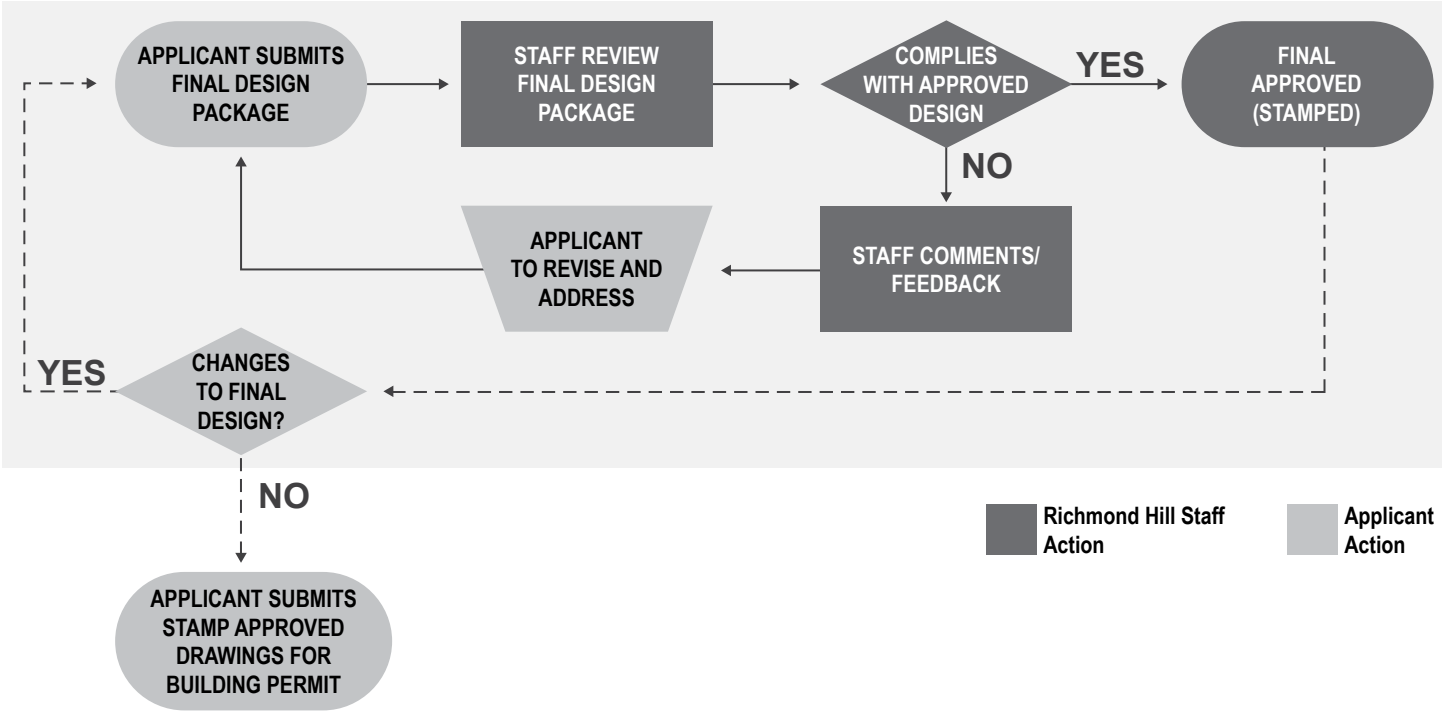 APPLICANT SUBMITS
FINAL DESIGN
PACKAGE
STAFF REVIEW
FINAL DESIGN
PACKAGE
COMPLIES
WITH APPROVED
DESIGN
YES
FINAL
APPROVED
(STAMPED)
NO
STAFF COMMENTS/
FEEDBACK
APPLICANT
TO REVISE AND
ADDRESS
CHANGES
TO FINAL
DESIGN?
YES
NO
APPLICANT SUBMITS
STAMP APPROVED
DRAWINGS FOR
BUILDING PERMIT
Richmond Hill Staff
Action
Applicant
Action